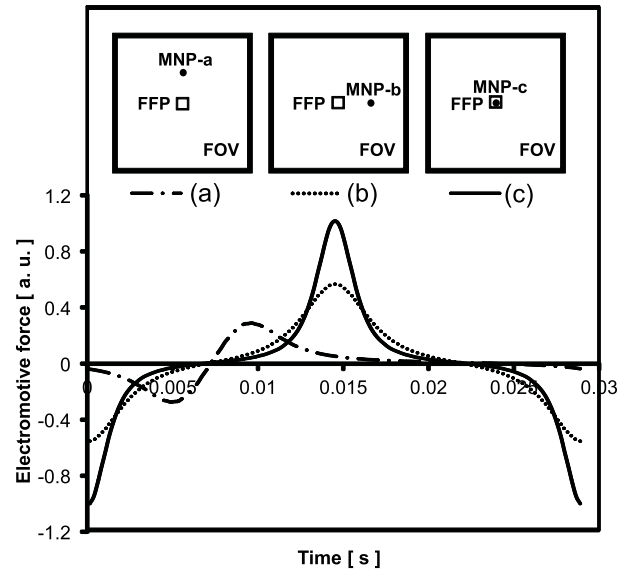 MNP-a
FFP
FOV
MNP-b
FFP
FOV
MNP-c
FFP
FOV
(a)
(b)
(c)
Electromotive force [ a. u. ]
1.2
0.8
0.4
0
-0.4
-0.8
-1.2
0
0.005
0.01
0.015
0.02
0.025
0.03
Time [ s ]